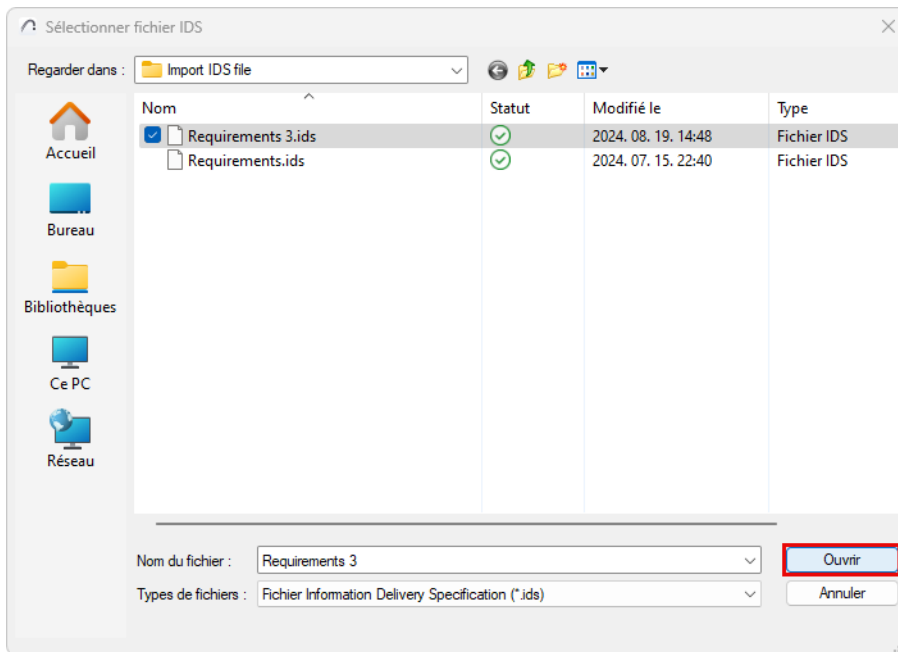 Sélectionner fichier IDS
Regarder dans : Import IDS file
Nom Statut Modifié le Type
Requirements 3.ids 2024. 08. 19. 14:48 Fichier IDS
Requirements.ids 2024. 07. 15. 22:40 Fichier IDS
Accueil
Bureau
Bibliothèques
Ce PC
Réseau
Nom du fichier : Requirements 3 Ouvrir
Types de fichiers : Fichier Information Delivery Specification (*.ids) Annuler